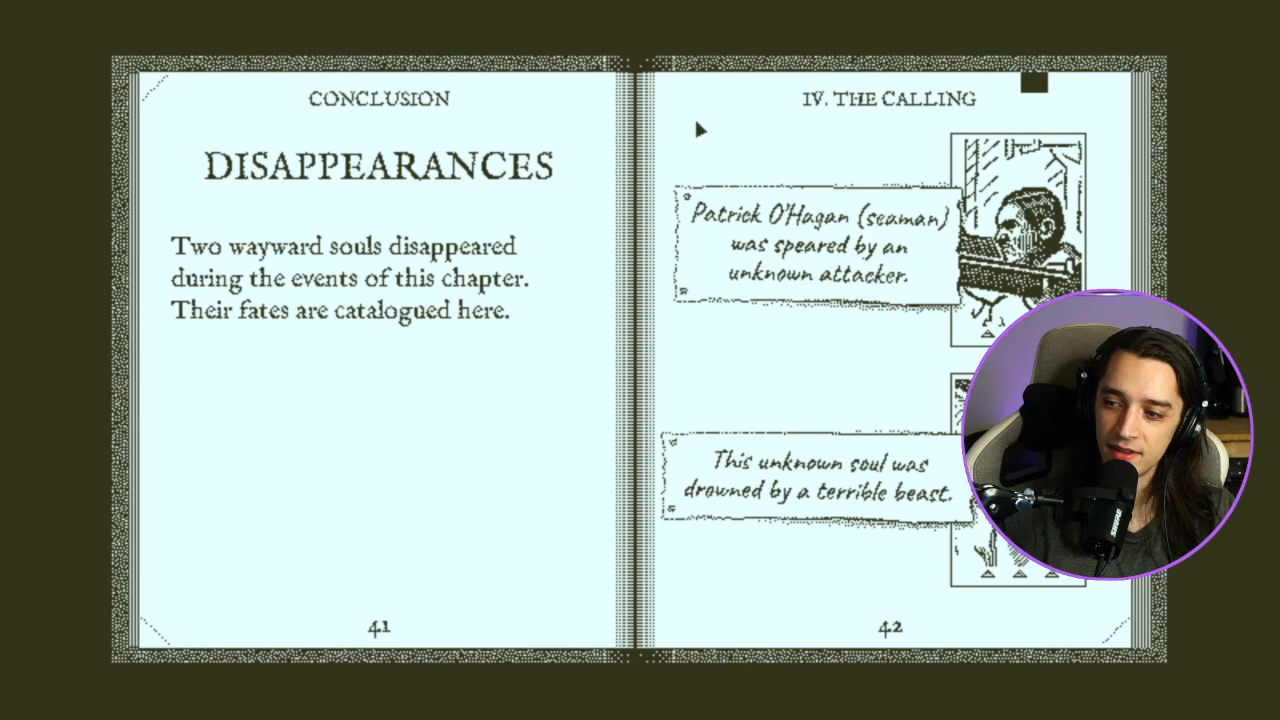 CONCLUSION
DISAPPEARANCES
Two wayward souls disappeared
during the events of this chapter.
Their fates are catalogued here.
41
IV. THE CALLING
Patrick O'Hagan (seaman)
was speared by an
unknown attacker.
This unknown soul was
drowned by a terrible beast.
42
SHURE